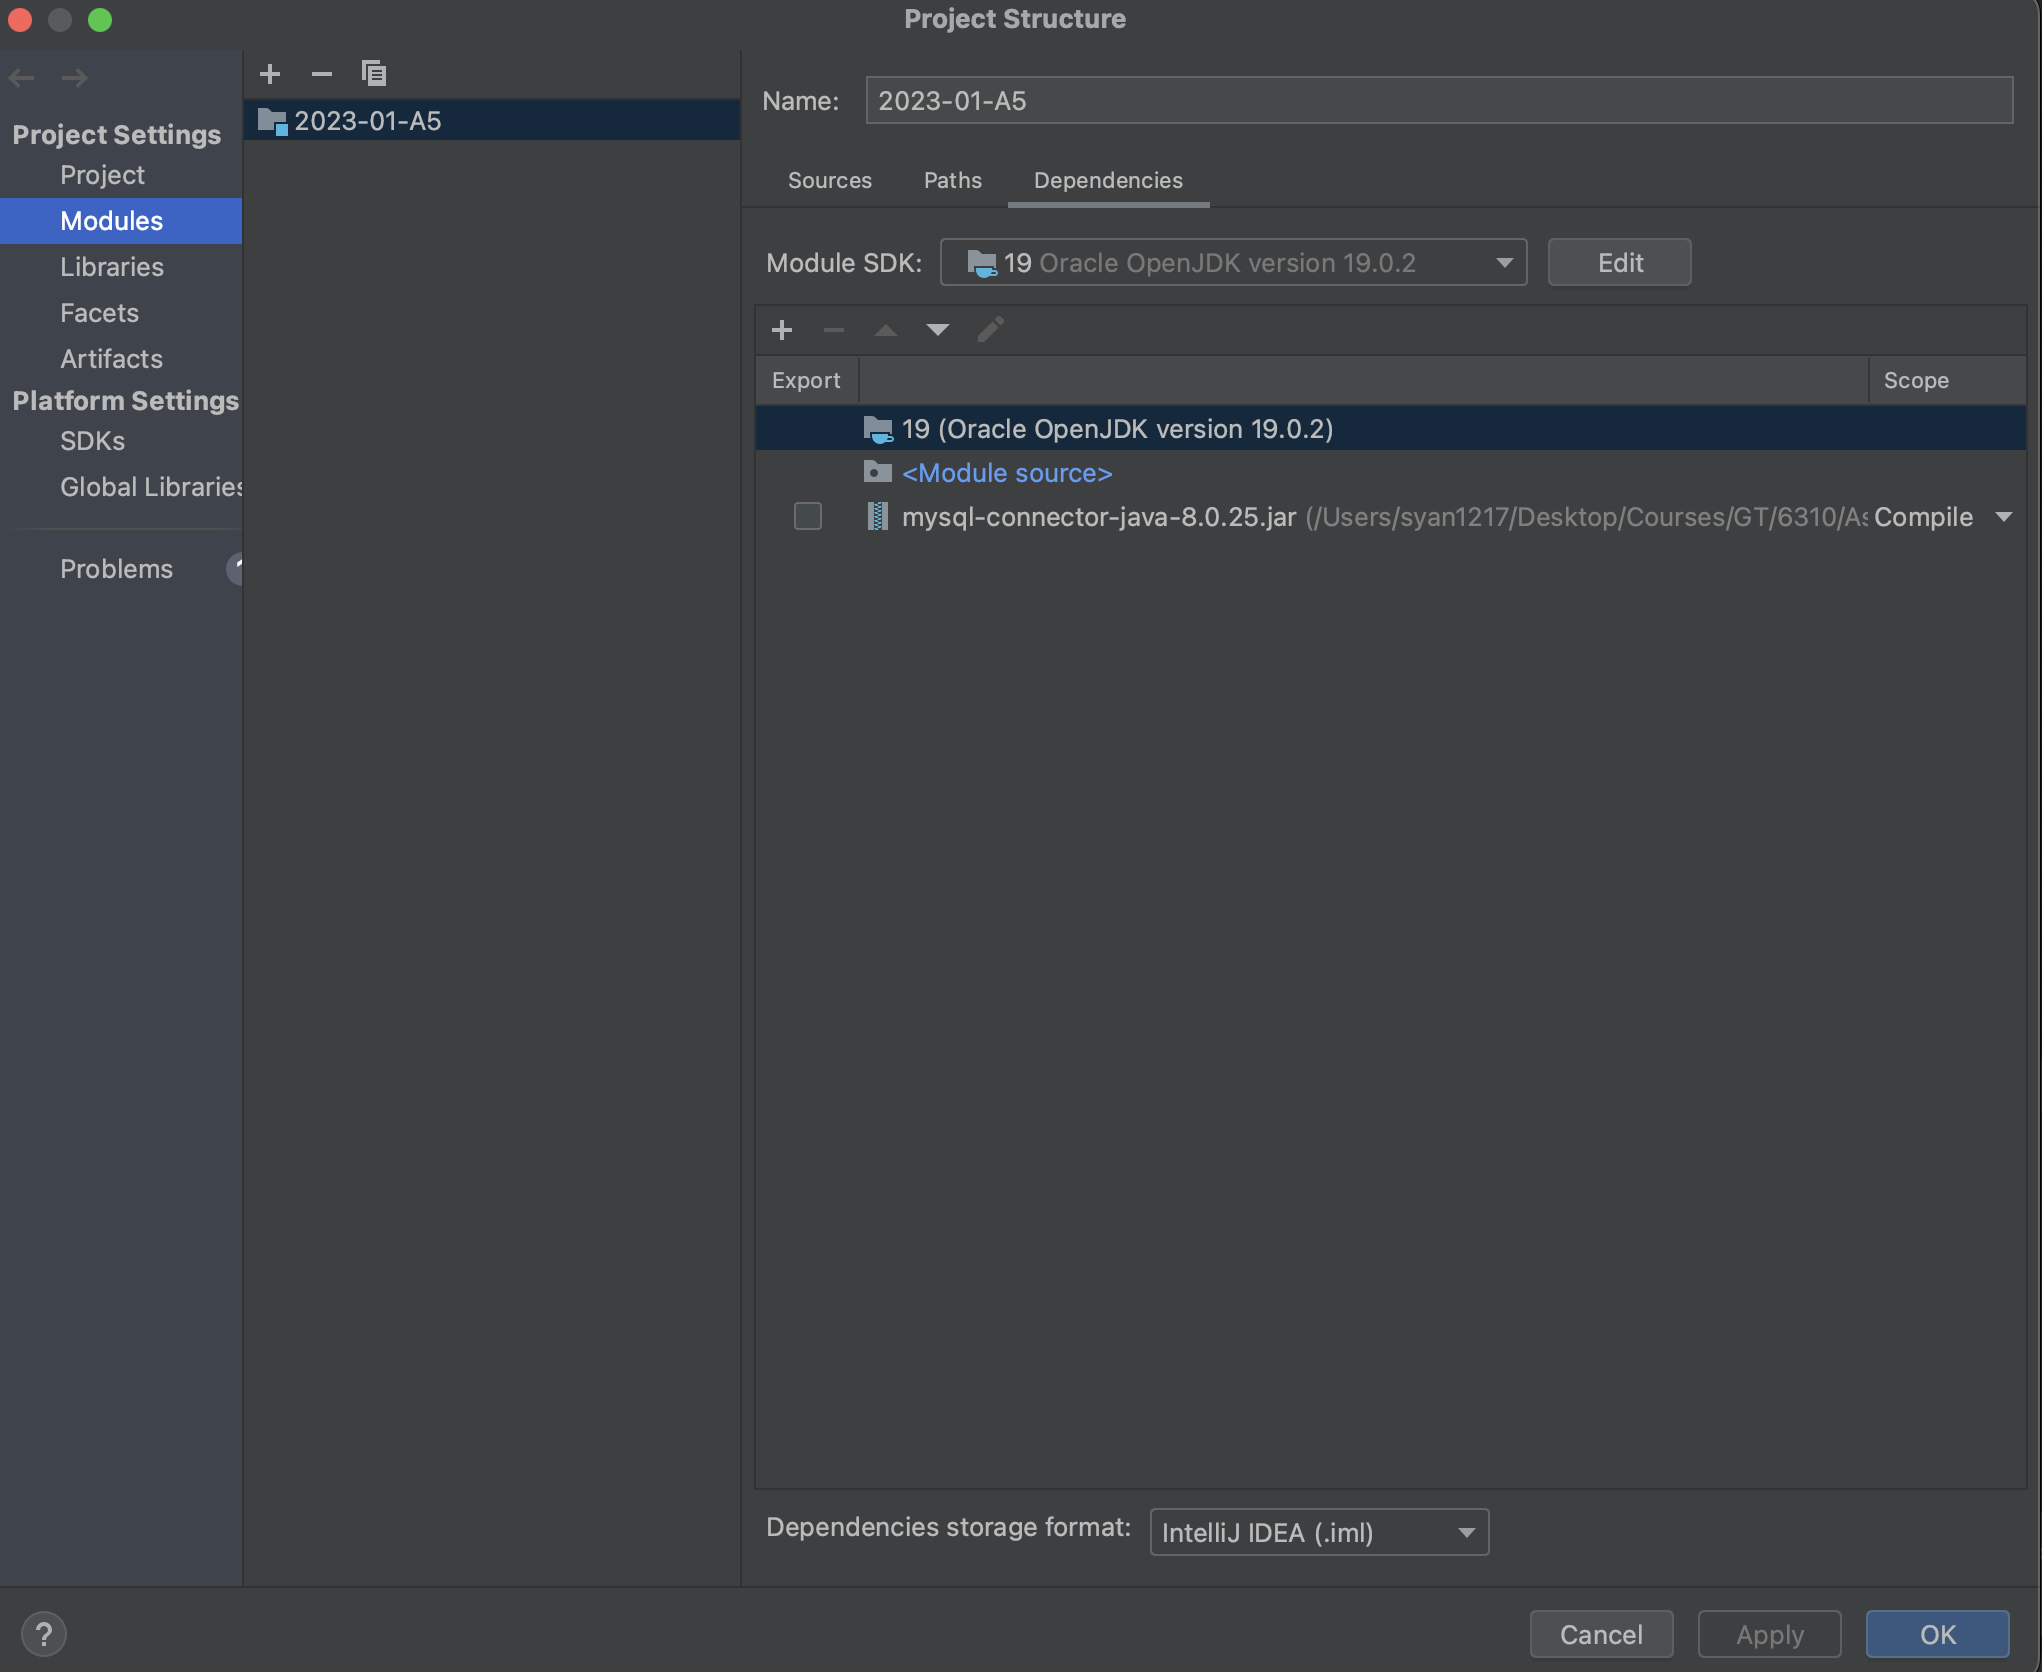 Project Structure
Project Settings
Project
Modules
Libraries
Facets
Artifacts
Platform Settings
SDKs
Global Libraries
Problems
2023-01-A5
Name: 2023-01-A5
Sources Paths Dependencies
Module SDK: 19 Oracle OpenJDK version 19.0.2 Edit
Export Scope
19 (Oracle OpenJDK version 19.0.2)
<Module source>
mysql-connector-java-8.0.25.jar (/Users/syan1217/Desktop/Courses/GT/6310/As Compile
Dependencies storage format: IntelliJ IDEA (.iml)
? Cancel Apply OK